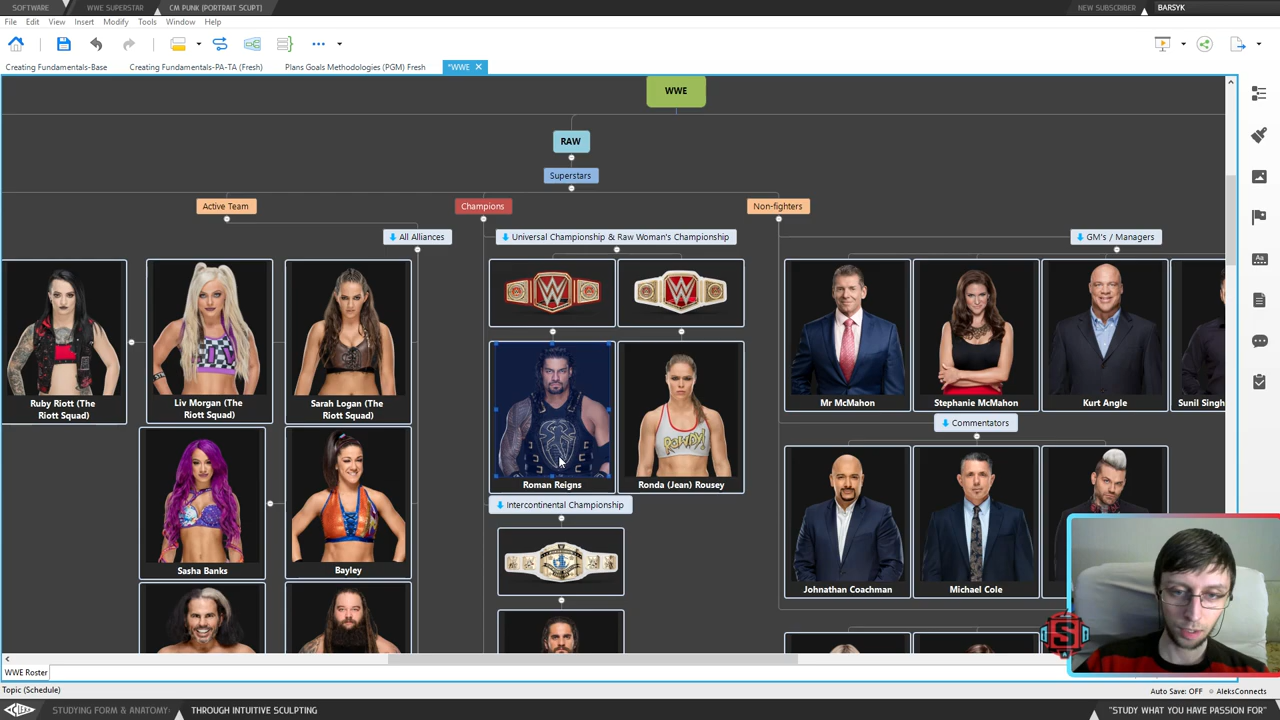 SOFTWARE
WWE SUPERSTAR
CM PUNK (PORTRAIT SCUPT)
NEW SUBSCRIBER
BARSYK
File Edit View Insert Modify Tools Window Help
Creating Fundamentals-Base
Creating Fundamentals-PA-TA (Fresh)
Plans Goals Methodologies (PGM) Fresh
*WWE
WWE
RAW
Superstars
Active Team
Champions
Non-fighters
All Alliances
Universal Championship & Raw Woman's Championship
GM's / Managers
Ruby Riott (The
Riott Squad)
Liv Morgan (The
Riott Squad)
Sarah Logan (The
Riott Squad)
Roman Reigns
Ronda (Jean) Rousey
Mr McMahon
Stephanie McMahon
Kurt Angle
Sunil Singh
Commentators
Intercontinental Championship
Sasha Banks
Bayley
Johnathan Coachman
Michael Cole
WWE Roster
Topic (Schedule)
Auto Save: OFF
AleksConnects
STUDYING FORM & ANATOMY
THROUGH INTUITIVE SCULPTING
"STUDY WHAT YOU HAVE PASSION FOR"